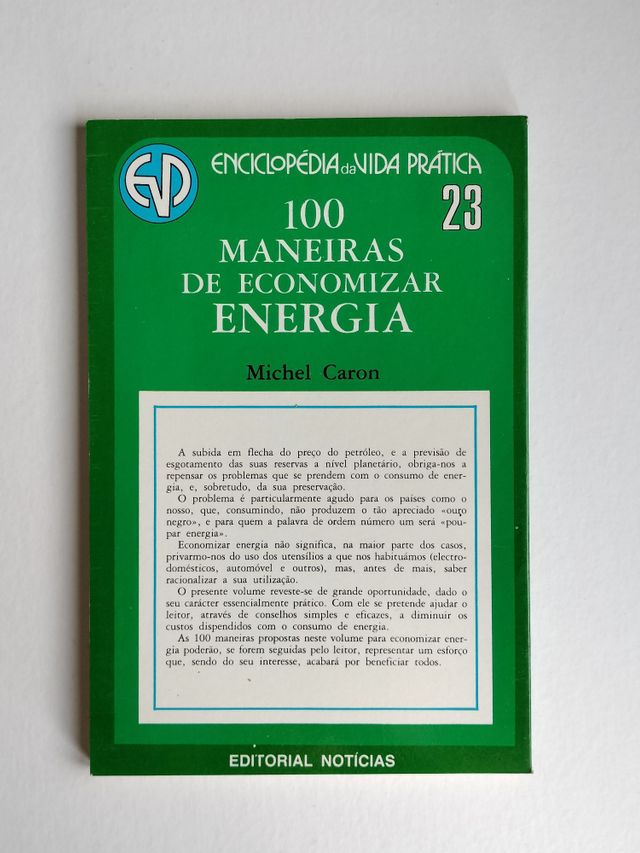 EVP
ENCICLOPÉDIA da VIDA PRÁTICA
23
100
MANEIRAS
DE ECONOMIZAR
ENERGIA
Michel Caron
A subida em flecha do preço do petróleo, e a previsão de
esgotamento das suas reservas a nível planetário, obriga-nos a
repensar os problemas que se prendem com o consumo de ener-
gia, e, sobretudo, da sua preservação.
O problema é particularmente agudo para os países como o
nosso, que, consumindo, não produzem o tão apreciado «ouro
negro», e para quem a palavra de ordem número um será «pou-
par energia».
Economizar energia não significa, na maior parte dos casos,
privarmo-nos do uso dos utensílios a que nos habituámos (electro-
domésticos, automóvel e outros), mas, antes de mais, saber
racionalizar a sua utilização.
O presente volume reveste-se de grande oportunidade, dado o
seu carácter essencialmente prático. Com ele se pretende ajudar o
leitor, através de conselhos simples e eficazes, a diminuir os
custos dispendidos com o consumo de energia.
As 100 maneiras propostas neste volume para economizar ener-
gia poderão, se forem seguidas pelo leitor, representar um esforço
que, sendo do seu interesse, acabará por beneficiar todos.
EDITORIAL NOTÍCIAS